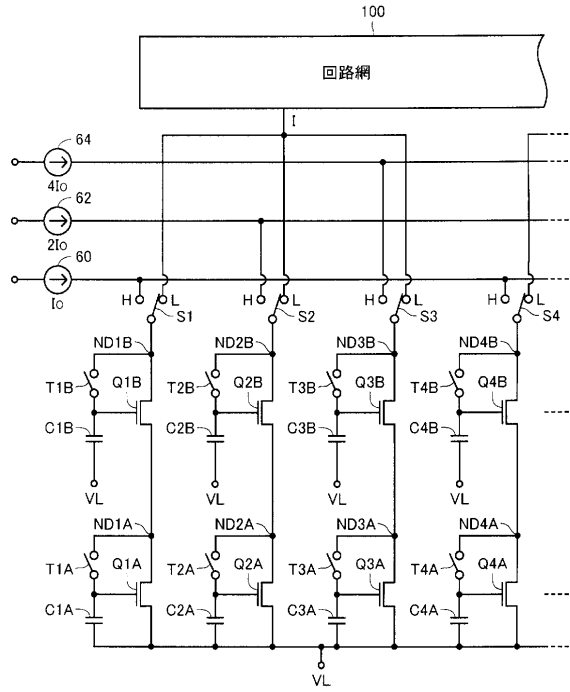 100
回路網
I
64
4Io
62
2Io
60
Io
H L S1 H L S2 H L S3 H L S4
ND1B ND2B ND3B ND4B
T1B Q1B T2B Q2B T3B Q3B T4B Q4B
C1B C2B C3B C4B
VL VL VL VL
ND1A ND2A ND3A ND4A
T1A Q1A T2A Q2A T3A Q3A T4A Q4A
C1A C2A C3A C4A
VL